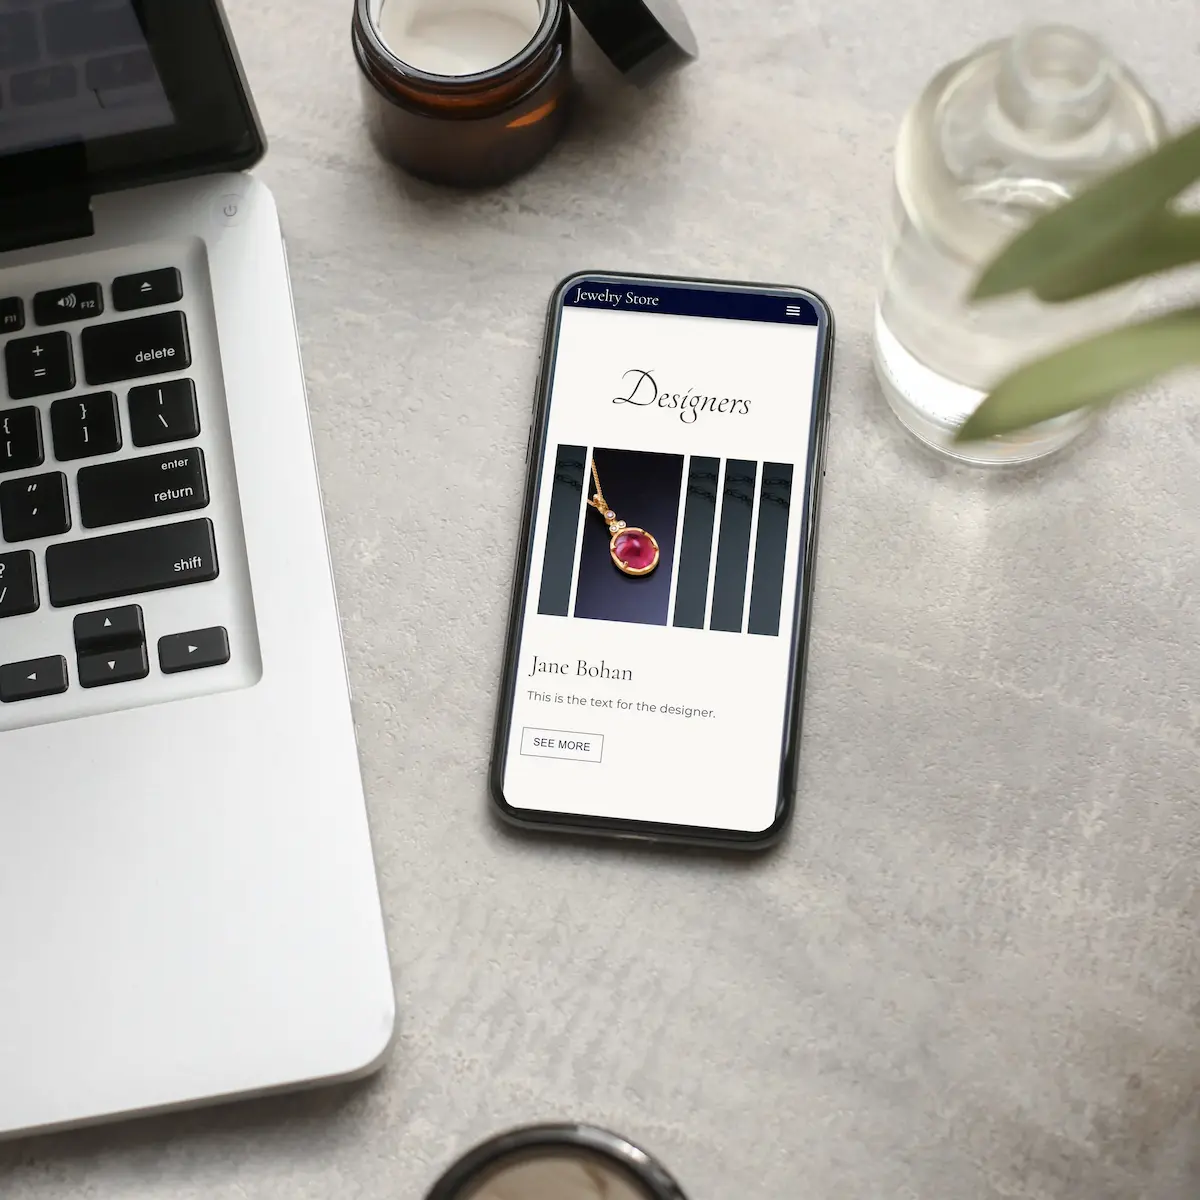 Jewelry Store
Designers
Jane Bohan
This is the text for the designer.
SEE MORE
F11
F12
+
=
delete
{
[
}
]
|
\
"
'
enter
return
?
/
shift